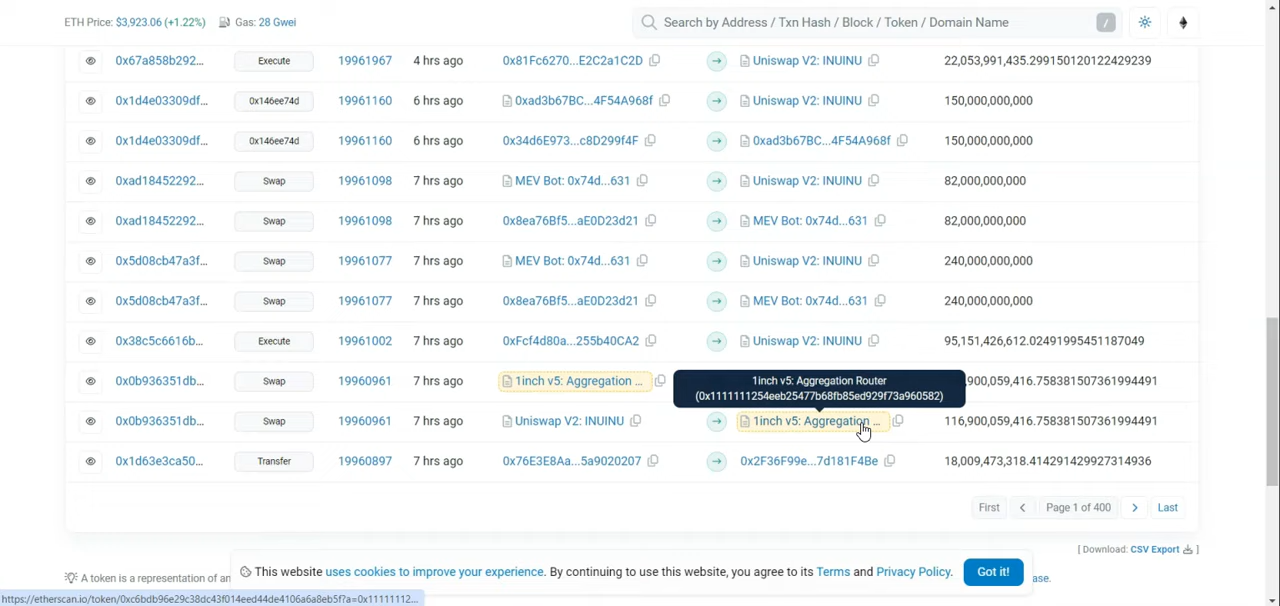 ETH Price: $3,923.06 (+1.22%) Gas: 28 Gwei Search by Address / Txn Hash / Block / Token / Domain Name /
0x67a858b292... Execute 19961967 4 hrs ago 0x81Fc6270...E2C2a1C2D Uniswap V2: INUINU 22,053,991,435.299150120122429239
0x1d4e03309df... 0x146ee74d 19961160 6 hrs ago 0xad3b67BC...4F54A968f Uniswap V2: INUINU 150,000,000,000
0x1d4e03309df... 0x146ee74d 19961160 6 hrs ago 0x34d6E973...c8D299f4F 0xad3b67BC...4F54A968f 150,000,000,000
0xad18452292... Swap 19961098 7 hrs ago MEV Bot: 0x74d...631 Uniswap V2: INUINU 82,000,000,000
0xad18452292... Swap 19961098 7 hrs ago 0x8ea76Bf5...aE0D23d21 MEV Bot: 0x74d...631 82,000,000,000
0x5d08cb47a3f... Swap 19961077 7 hrs ago MEV Bot: 0x74d...631 Uniswap V2: INUINU 240,000,000,000
0x5d08cb47a3f... Swap 19961077 7 hrs ago 0x8ea76Bf5...aE0D23d21 MEV Bot: 0x74d...631 240,000,000,000
0x38c5c6616b... Execute 19961002 7 hrs ago 0xFcf4d80a...255b40CA2 Uniswap V2: INUINU 95,151,426,612.02491995451187049
0x0b936351db... Swap 19960961 7 hrs ago 1inch v5: Aggregation ... ,900,059,416.758381507361994491
1inch v5: Aggregation Router
(0x1111111254eeb25477b68fb85ed929f73a960582)
0x0b936351db... Swap 19960961 7 hrs ago Uniswap V2: INUINU 1inch v5: Aggregation ... 116,900,059,416.758381507361994491
0x1d63e3ca50... Transfer 19960897 7 hrs ago 0x76E3E8Aa...5a9020207 0x2F36F99e...7d181F4Be 18,009,473,318.414291429927314936
First Page 1 of 400 Last
[ Download: CSV Export ]
A token is a representation of an
This website uses cookies to improve your experience. By continuing to use this website, you agree to its Terms and Privacy Policy. Got it!
https://etherscan.io/token/0xc6bdb96e29c38dc43f014eed44de4106a6a8eb5f?a=0x11111112...